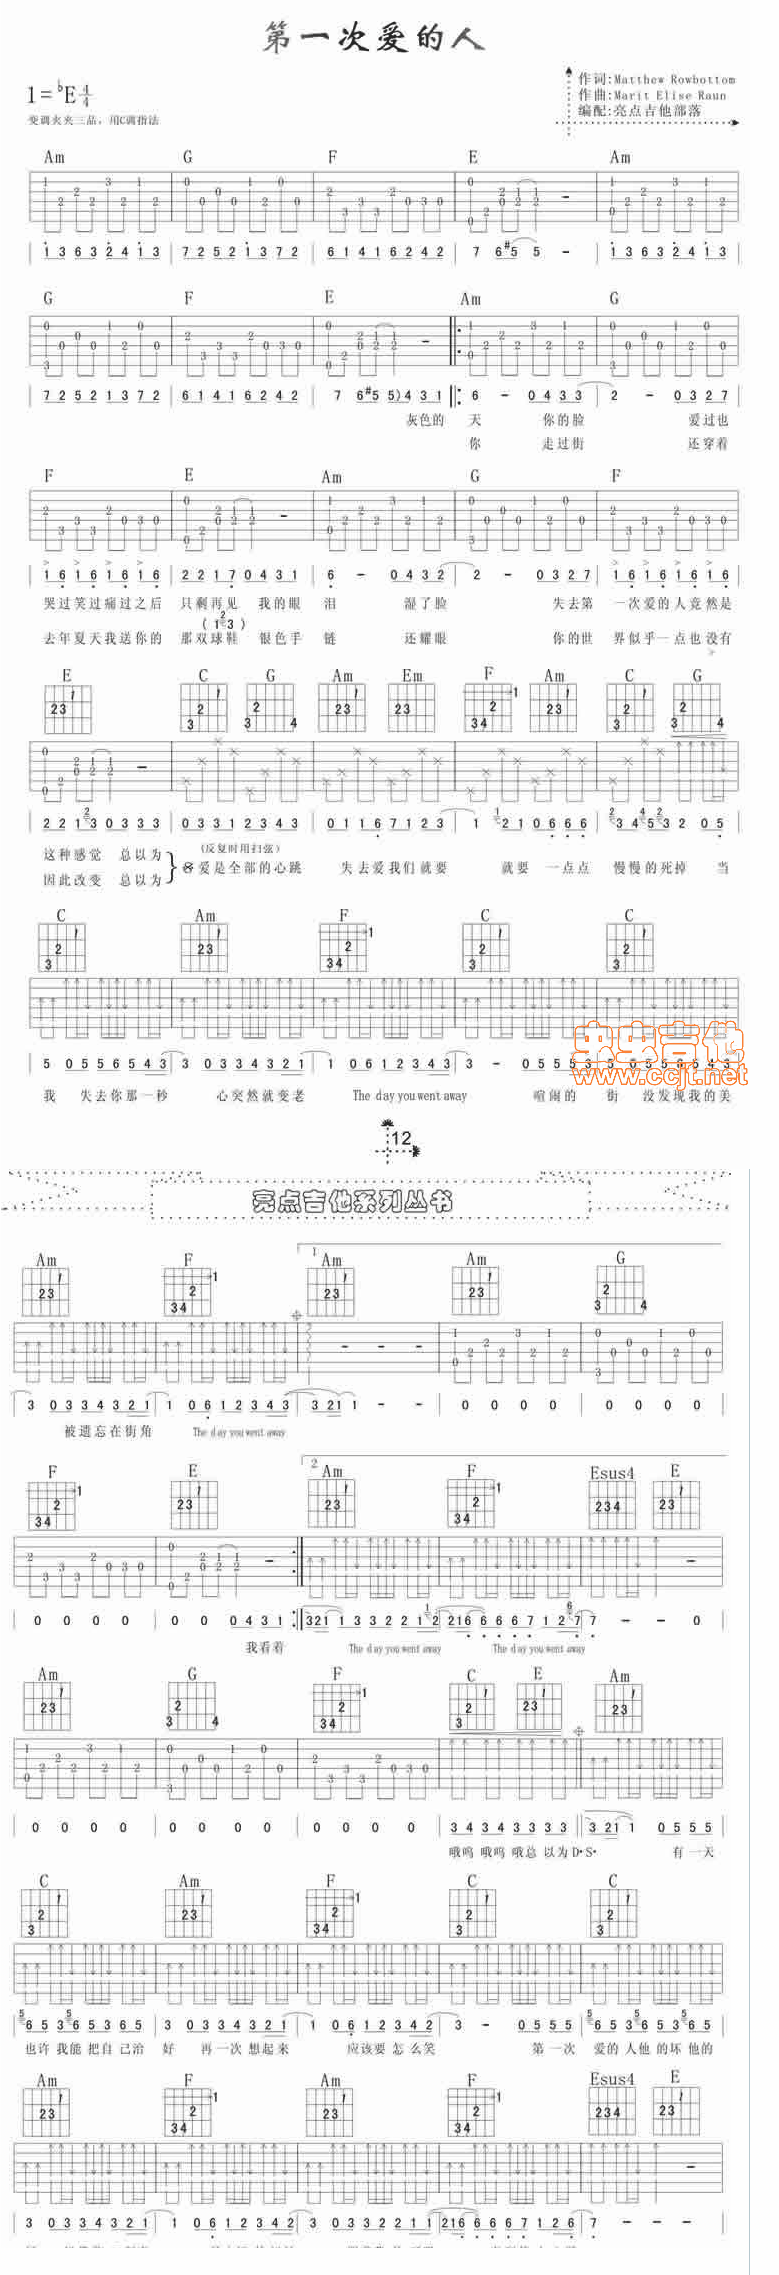 第一次爱的人
1=♭E 4/4
变调夹夹三品，用C调指法
作词:Matthew Rowbottom
作曲:Marit Elise Raun
编配:亮点吉他部落
Am G F E Am
1 3 6 3 2 4 1 3 7 2 5 2 1 3 7 2 6 1 4 1 6 2 4 2 7 6 #5 5 - 1 3 6 3 2 4 1 3
G F E Am G
7 2 5 2 1 3 7 2 6 1 4 1 6 2 4 2 7 6 #5 5) 4 3 1 6 - 0 4 3 3 2 - 0 3 2 7
灰色的 天 你的脸 爱过也
你 走过街 还穿着
F E Am G F
1 6 1 6 1 6 1 6 2 2 1 7 0 4 3 1 6 - 0 4 3 2 2 - 0 3 2 7 1 6 1 6 1 6 1 6
哭过笑过痛过之后 只剩再见 我的眼 泪 湿了脸 失去第 一次爱的人竟然是
去年夏天我送你的 那双球鞋 银色手 链 还耀眼 你的世 界似乎一点也没有
E C G Am Em F Am C G
2 2 1 3 0 3 3 3 0 3 3 1 3 3 4 3 0 1 1 6 7 1 2 3 1 2 1 0 6 6 6 3 4 5 3 2 0 5
这种感觉 总以为
(反复时用扫弦)
爱是全部的心跳 失去爱我们就要 就要 一点点 慢慢的死掉 当
因此改变 总以为
C Am F C C
5 0 5 5 6 5 4 3 3 0 3 3 4 3 2 1 1 0 6 1 2 3 4 3 3 - 0 5 5 5
我 失去你那一秒 心突然就变老 The day you went away 喧闹的 街 没发现我的美
虫虫吉他
www.ccjt.net
12
亮点吉他系列丛书
Am F 1 Am Am G
3 0 3 3 4 3 2 1 1 0 6 1 2 3 4 3 3 2 1 1 - - 0 0 0 0 0 0 0 0
被遗忘在街角 The day you went away
F E 2 Am F Esus4 E
0 0 0 0 0 0 0 4 3 1 3 2 1 1 3 3 2 2 1 2 2 1 6 6 6 6 7 1 2 7 7 - - 0
我看着 The day you went away The day you went away
Am G F C E Am
0 0 0 0 0 0 0 0 0 0 0 0 3 4 3 4 3 3 3 3 3 2 1 1 0 5 5 5
哦呜 哦呜 哦总 以为 D·S· 有一天
C Am F C C
6 5 3 6 5 3 6 5 3 0 3 3 4 3 2 1 1 0 6 1 2 3 4 2 3 - 0 5 5 5 6 5 6 5 3 6 5
也许我能把自己治 好 再一次想起来 应该要怎么笑 第一次 爱的人他的坏他的
Am F Am F Esus4 E
3 0 3 3 4 3 2 1 1 0 6 1 2 3 4 2 3 0 3 3 2 2 1 1 2 1 6 6 6 6 7 1 2 6 7 - - -